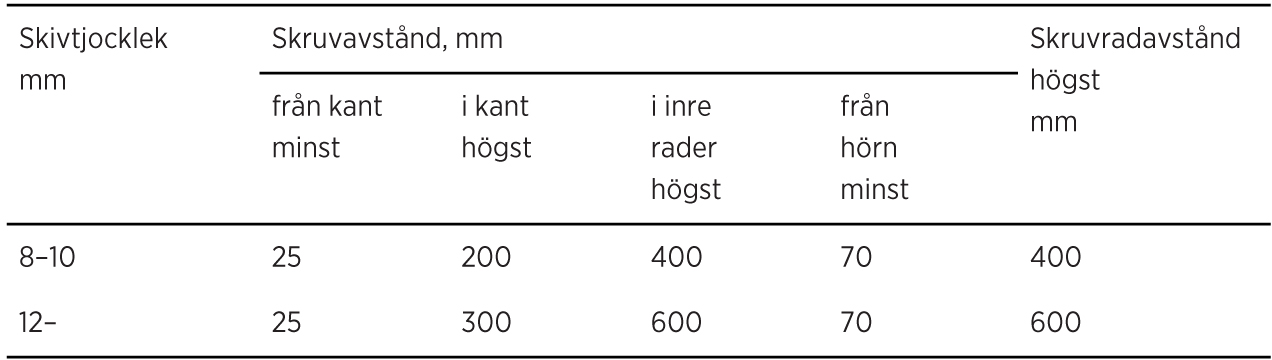 Skivtjocklek
mm
Skruvavstånd, mm
Skruvradavstånd
högst
mm
från kant
minst
i kant
högst
i inre
rader
högst
från
hörn
minst
8–10 25 200 400 70 400
12– 25 300 600 70 600